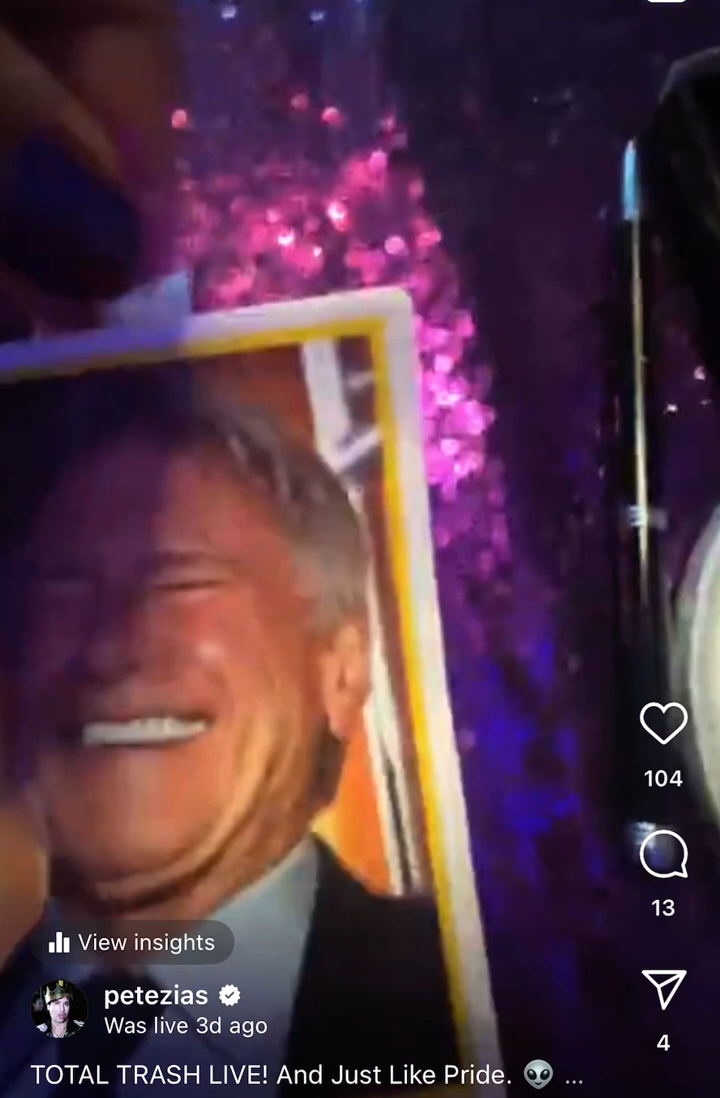 104
13
4
View insights
petezias
Was live 3d ago
TOTAL TRASH LIVE! And Just Like Pride. 👽 ...